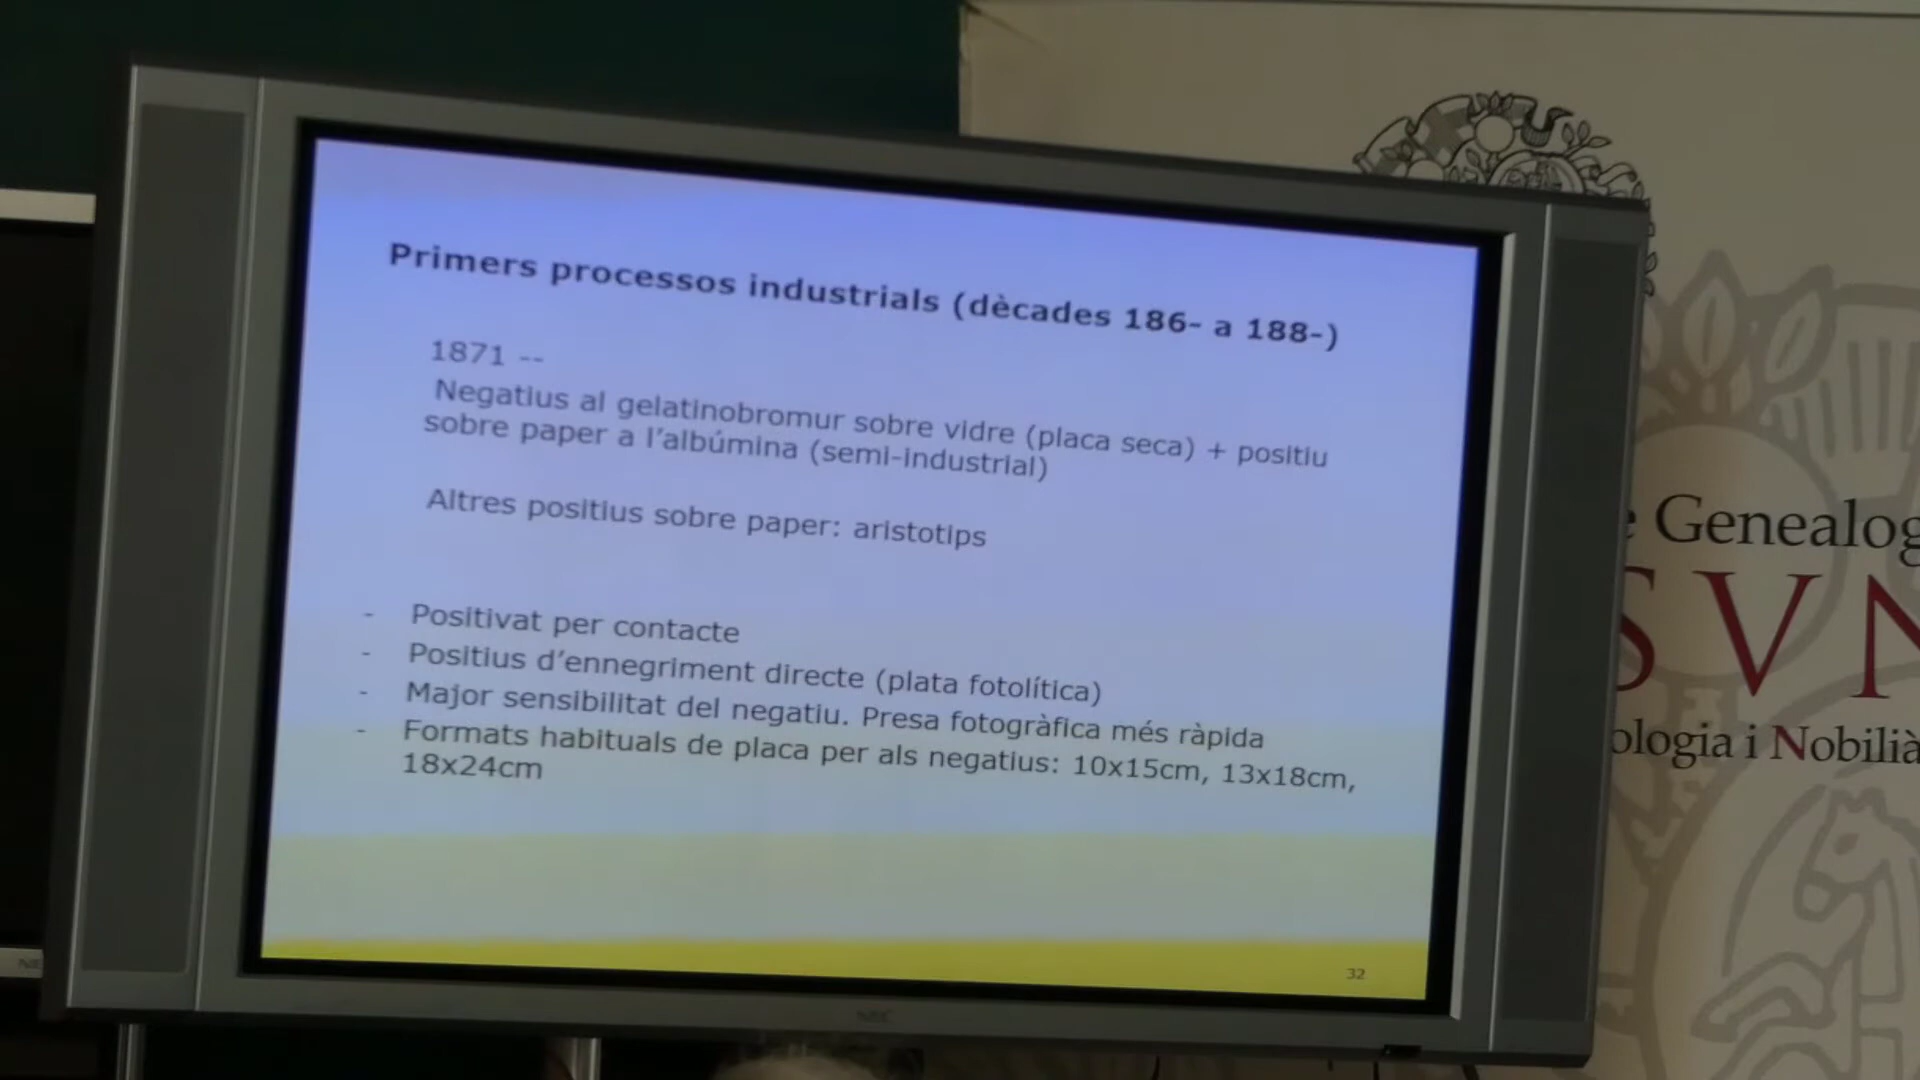 Primers processos industrials (dècades 186- a 188-)
1871 --
Negatius al gelatinobromur sobre vidre (placa seca) + positiu
sobre paper a l'albúmina (semi-industrial)
Altres positius sobre paper: aristotips
- Positivat per contacte
- Positius d'ennegriment directe (plata fotolítica)
- Major sensibilitat del negatiu. Presa fotogràfica més ràpida
- Formats habituals de placa per als negatius: 10x15cm, 13x18cm,
18x24cm
32
NEC
Genealog
SVN
ologia i Nobilià